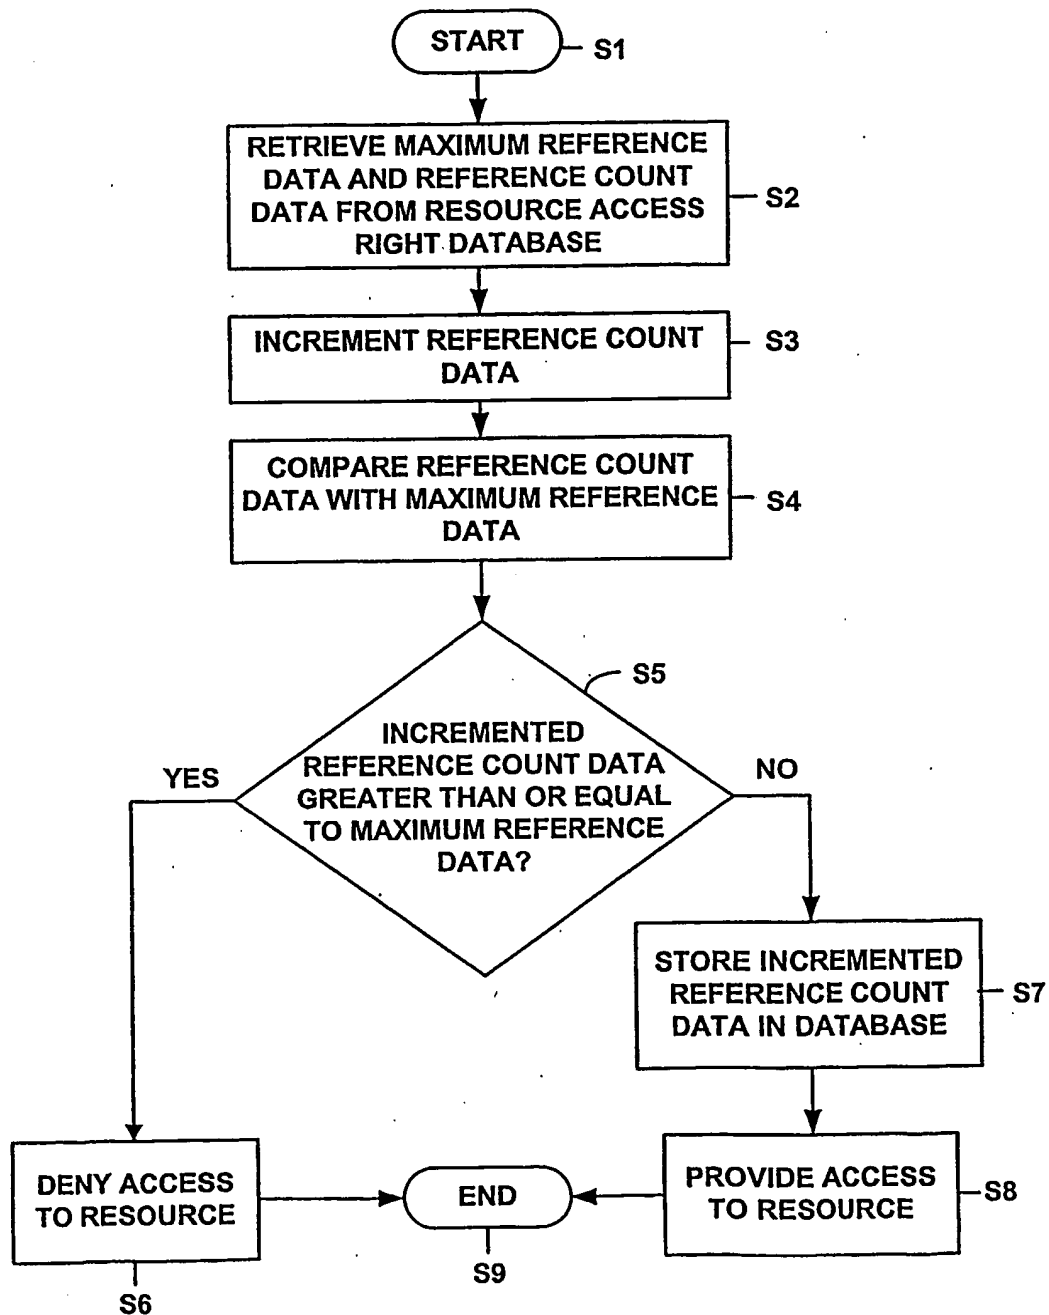 START
S1
RETRIEVE MAXIMUM REFERENCE
DATA AND REFERENCE COUNT
DATA FROM RESOURCE ACCESS
RIGHT DATABASE
S2
INCREMENT REFERENCE COUNT
DATA
S3
COMPARE REFERENCE COUNT
DATA WITH MAXIMUM REFERENCE
DATA
S4
S5
INCREMENTED
REFERENCE COUNT DATA
GREATER THAN OR EQUAL
TO MAXIMUM REFERENCE
DATA?
YES
NO
STORE INCREMENTED
REFERENCE COUNT
DATA IN DATABASE
S7
DENY ACCESS
TO RESOURCE
S6
END
S9
PROVIDE ACCESS
TO RESOURCE
S8